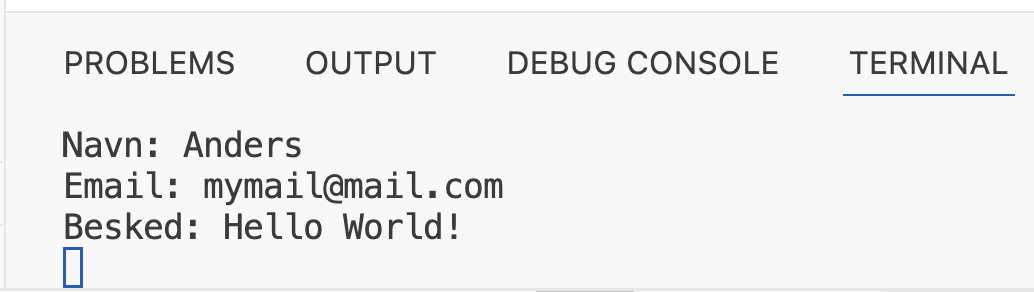 PROBLEMS OUTPUT DEBUG CONSOLE TERMINAL
Navn: Anders
Email: mymail@mail.com
Besked: Hello World!